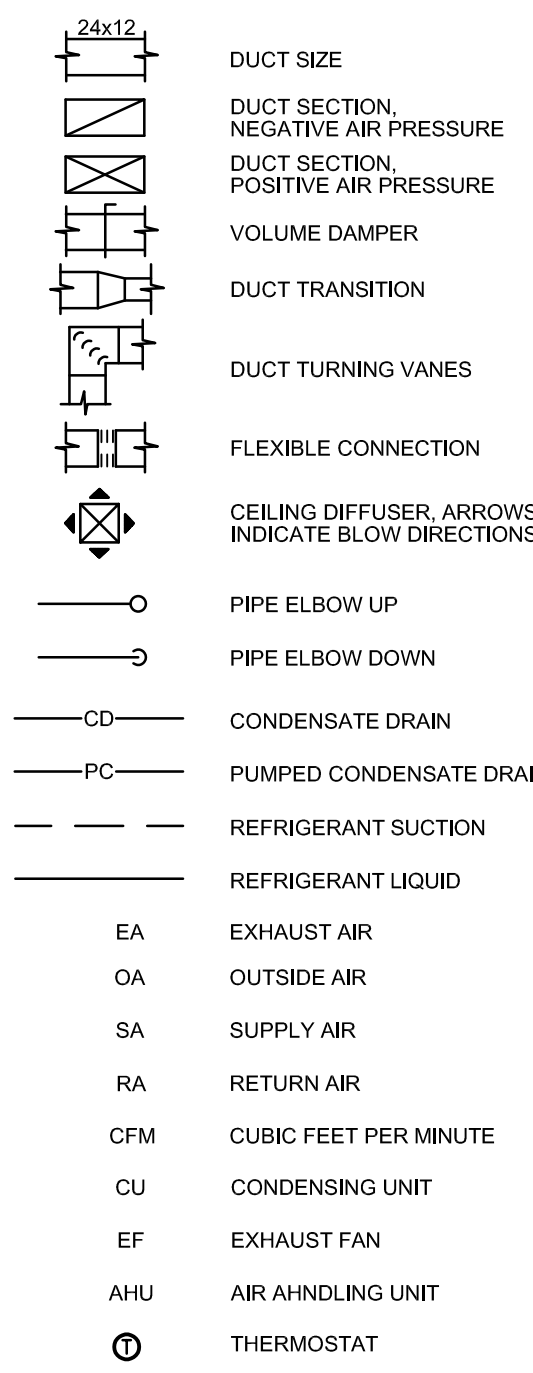 24x12
DUCT SIZE
DUCT SECTION,
NEGATIVE AIR PRESSURE
DUCT SECTION,
POSITIVE AIR PRESSURE
VOLUME DAMPER
DUCT TRANSITION
DUCT TURNING VANES
FLEXIBLE CONNECTION
CEILING DIFFUSER, ARROWS
INDICATE BLOW DIRECTIONS
PIPE ELBOW UP
PIPE ELBOW DOWN
CD CONDENSATE DRAIN
PC PUMPED CONDENSATE DRAI
REFRIGERANT SUCTION
REFRIGERANT LIQUID
EA EXHAUST AIR
OA OUTSIDE AIR
SA SUPPLY AIR
RA RETURN AIR
CFM CUBIC FEET PER MINUTE
CU CONDENSING UNIT
EF EXHAUST FAN
AHU AIR AHNDLING UNIT
T THERMOSTAT